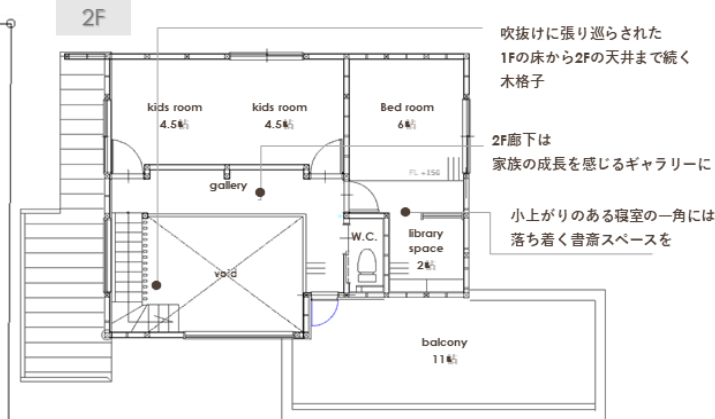 2F
吹抜けに張り巡らされた
1Fの床から2Fの天井まで続く
木格子
kids room
4.5帖
kids room
4.5帖
Bed room
6帖
2F廊下は
家族の成長を感じるギャラリーに
FL +156
gallery
小上がりのある寝室の一角には
落ち着く書斎スペースを
W.C.
library
space
2帖
void
balcony
11帖